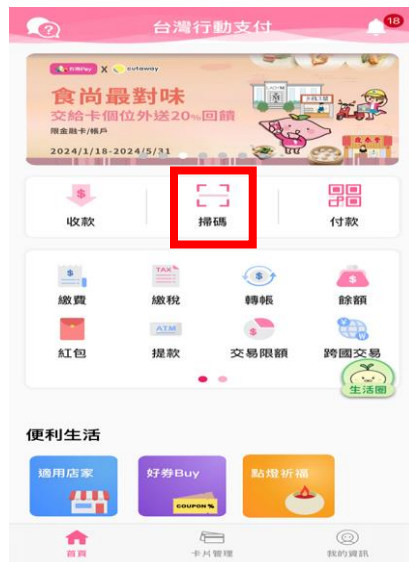 台灣行動支付
18
台灣Pay X cutaway
食尚最對味
交給卡個位外送20%回饋
限金融卡/帳戶
2024/1/18-2024/5/31
收款
掃碼
付款
$
TAX
$
$
繳費
繳稅
轉帳
餘額
ATM
$
紅包
提款
交易限額
跨國交易
生活圈
便利生活
適用店家
好券Buy
點燈祈福
COUPON %
首頁
卡片管理
我的資訊